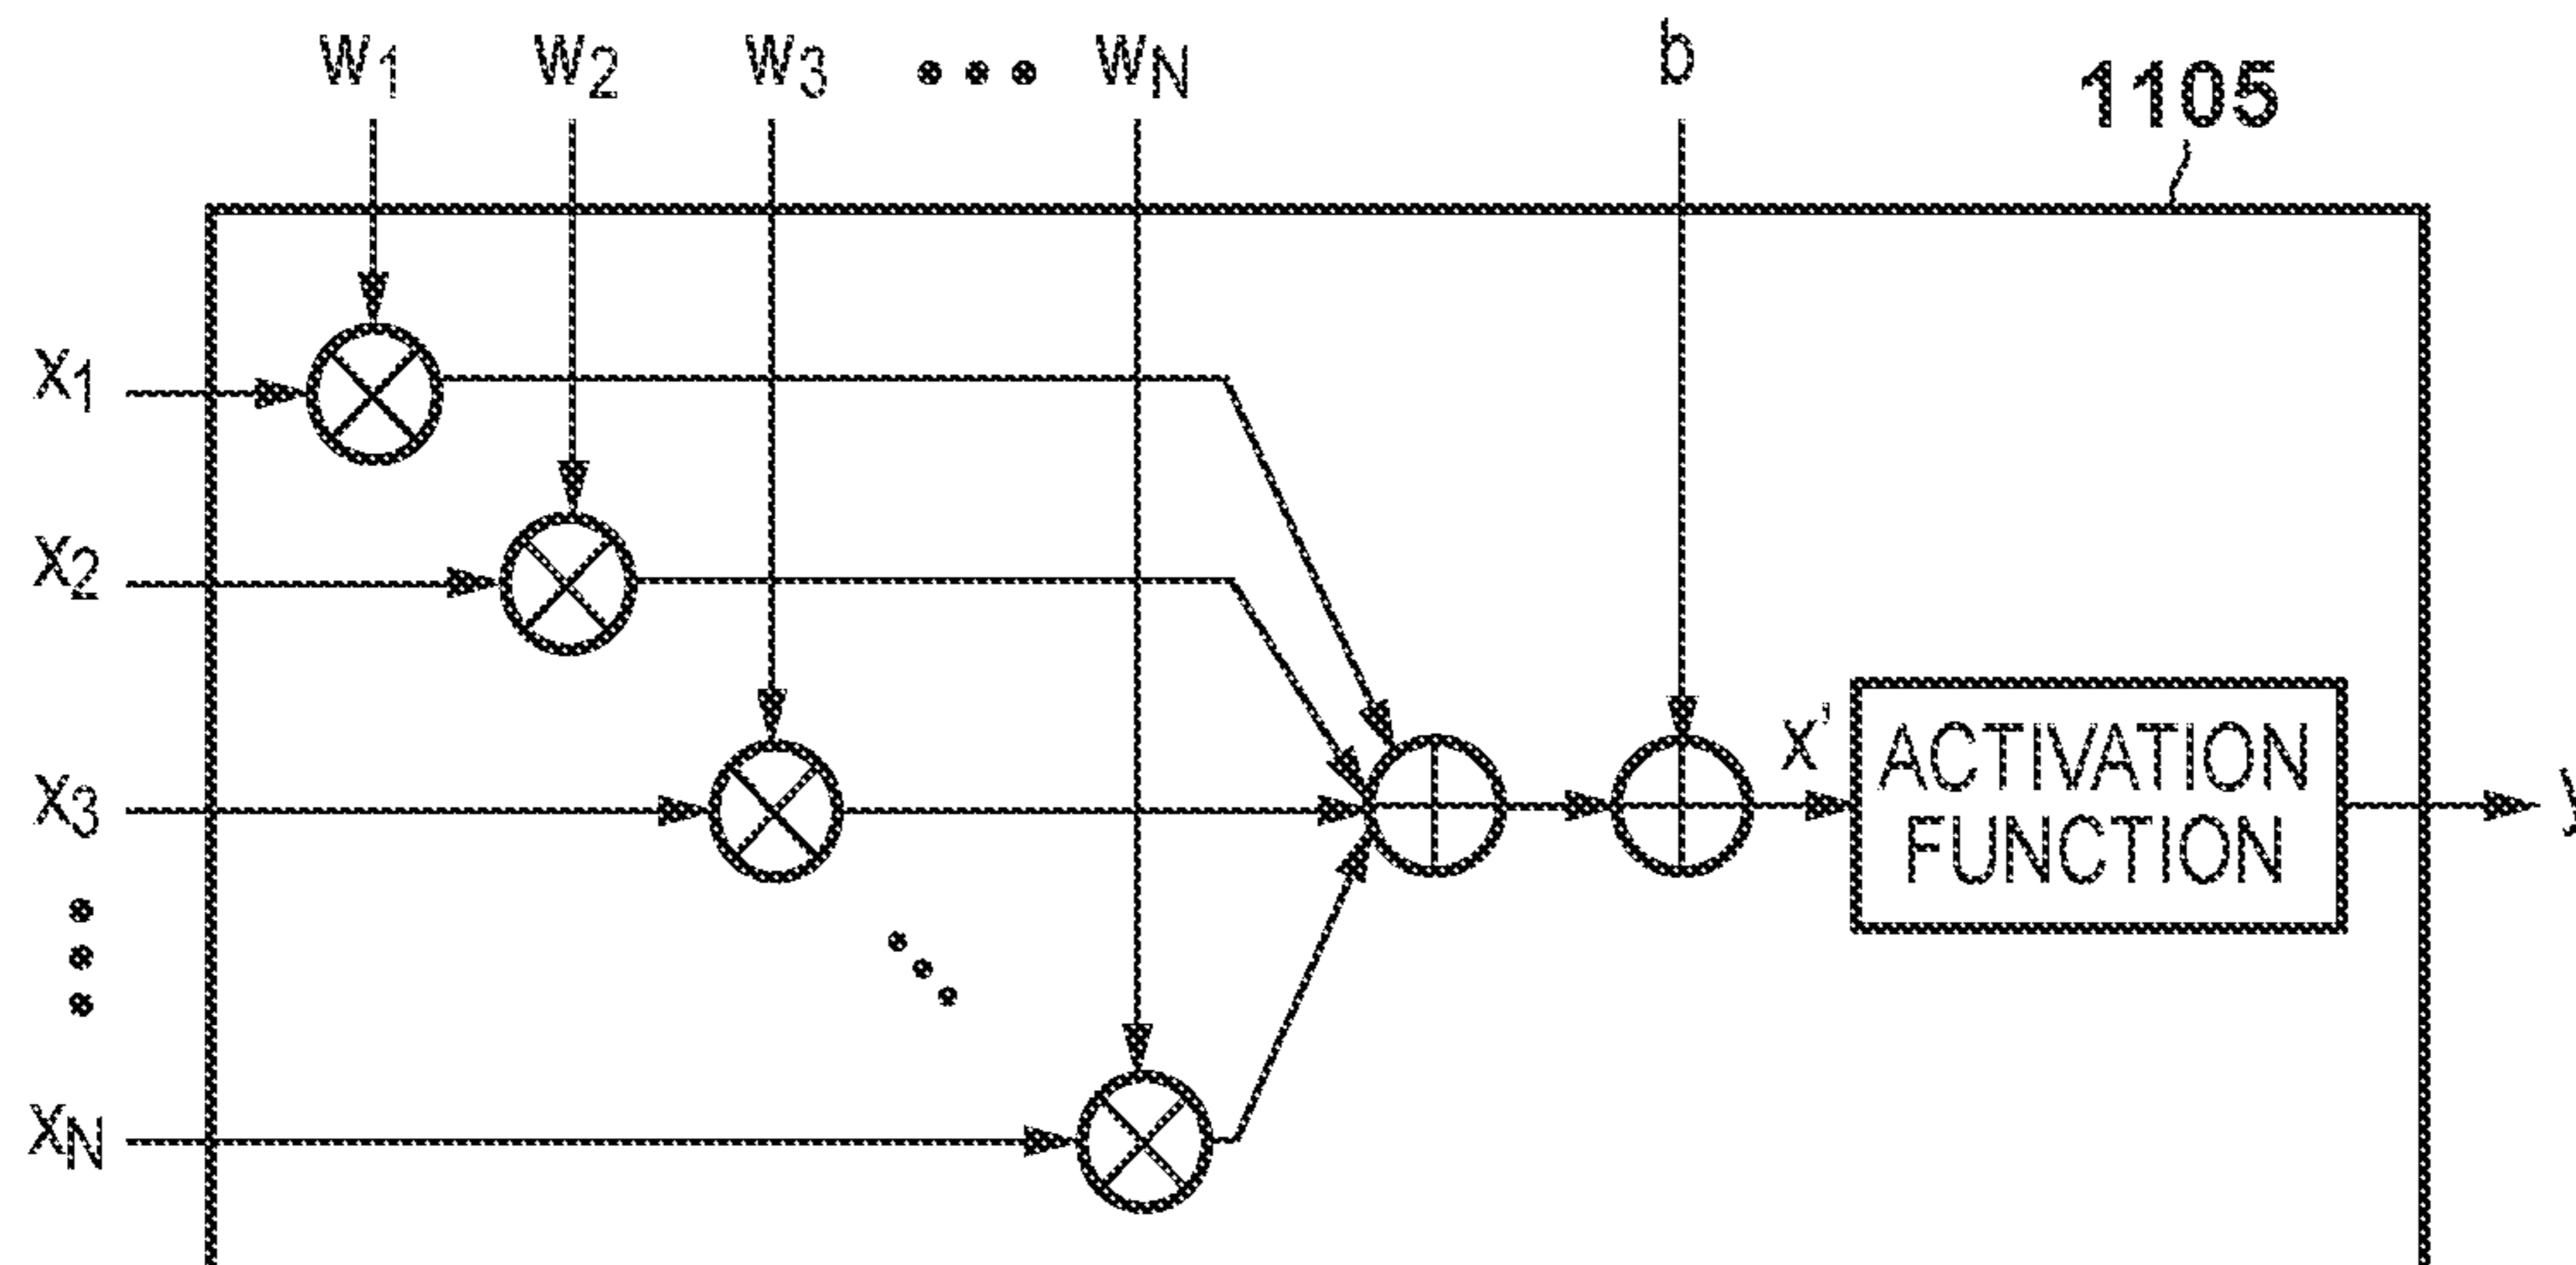 w1 w2 w3 ••• wN b
1105
x1
x2
x3
xN
x'
ACTIVATION
FUNCTION
y